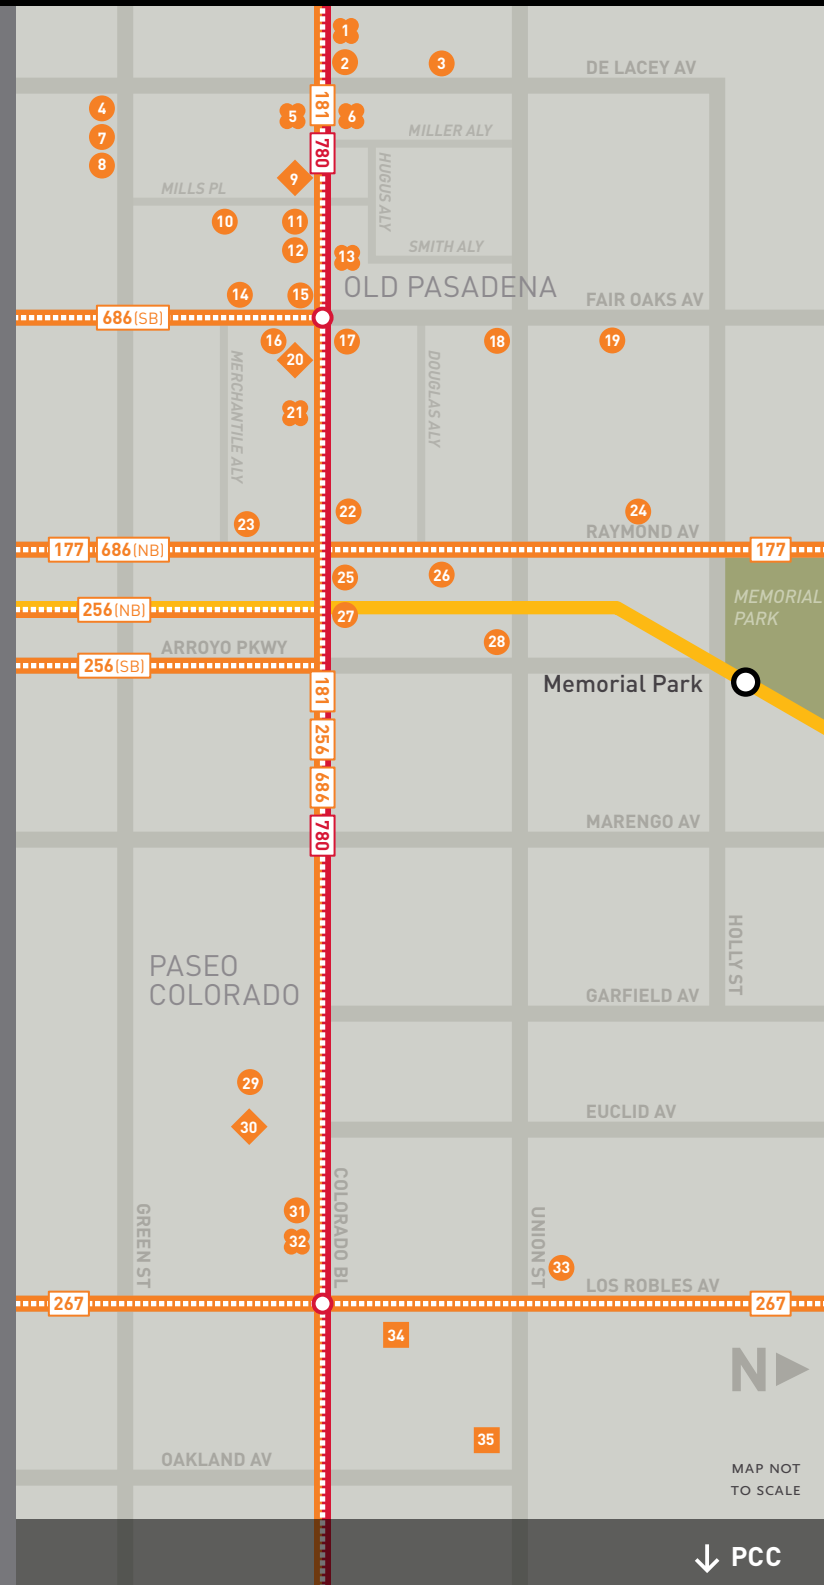 1
2
3
DE LACEY AV
4
181
5
6
7
MILLER ALY
780
8
HUGUS ALY
9
MILLS PL
10
11
12
SMITH ALY
13
OLD PASADENA
14
15
FAIR OAKS AV
686(SB)
16
17
18
19
20
MERCHANTILE ALY
DOUGLAS ALY
21
22
23
24
RAYMOND AV
177
686(NB)
177
25
26
MEMORIAL
PARK
256(NB)
27
28
ARROYO PKWY
256(SB)
Memorial Park
181
256
686
780
MARENGO AV
HOLLY ST
PASEO
COLORADO
GARFIELD AV
29
EUCLID AV
30
31
32
GREEN ST
COLORADO BL
UNION ST
33
LOS ROBLES AV
267
267
34
N
35
OAKLAND AV
MAP NOT
TO SCALE
PCC